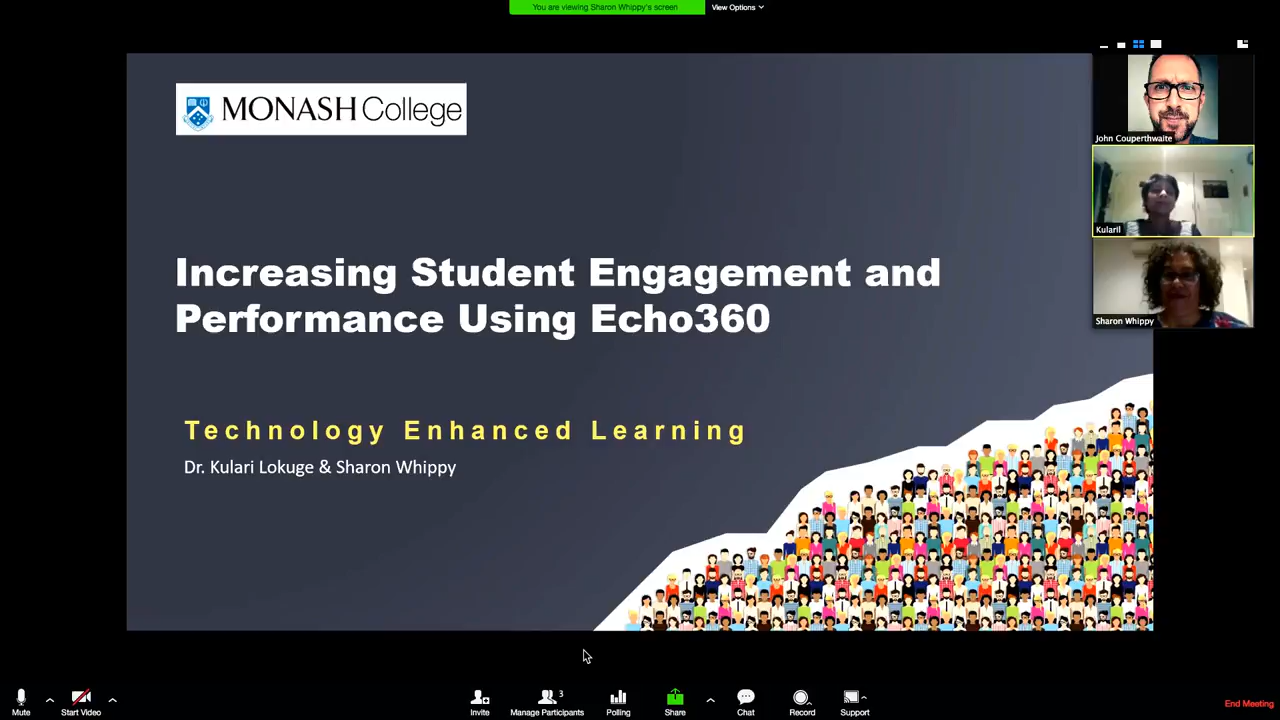 You are viewing Sharon Whippy's screen
View Options
MONASH College
John Couperthwaite
Increasing Student Engagement and
Performance Using Echo360
Kularil
Sharon Whippy
Technology Enhanced Learning
Dr. Kulari Lokuge & Sharon Whippy
3
Mute
Start Video
Invite
Manage Participants
Polling
Share
Chat
Record
Support
End Meeting